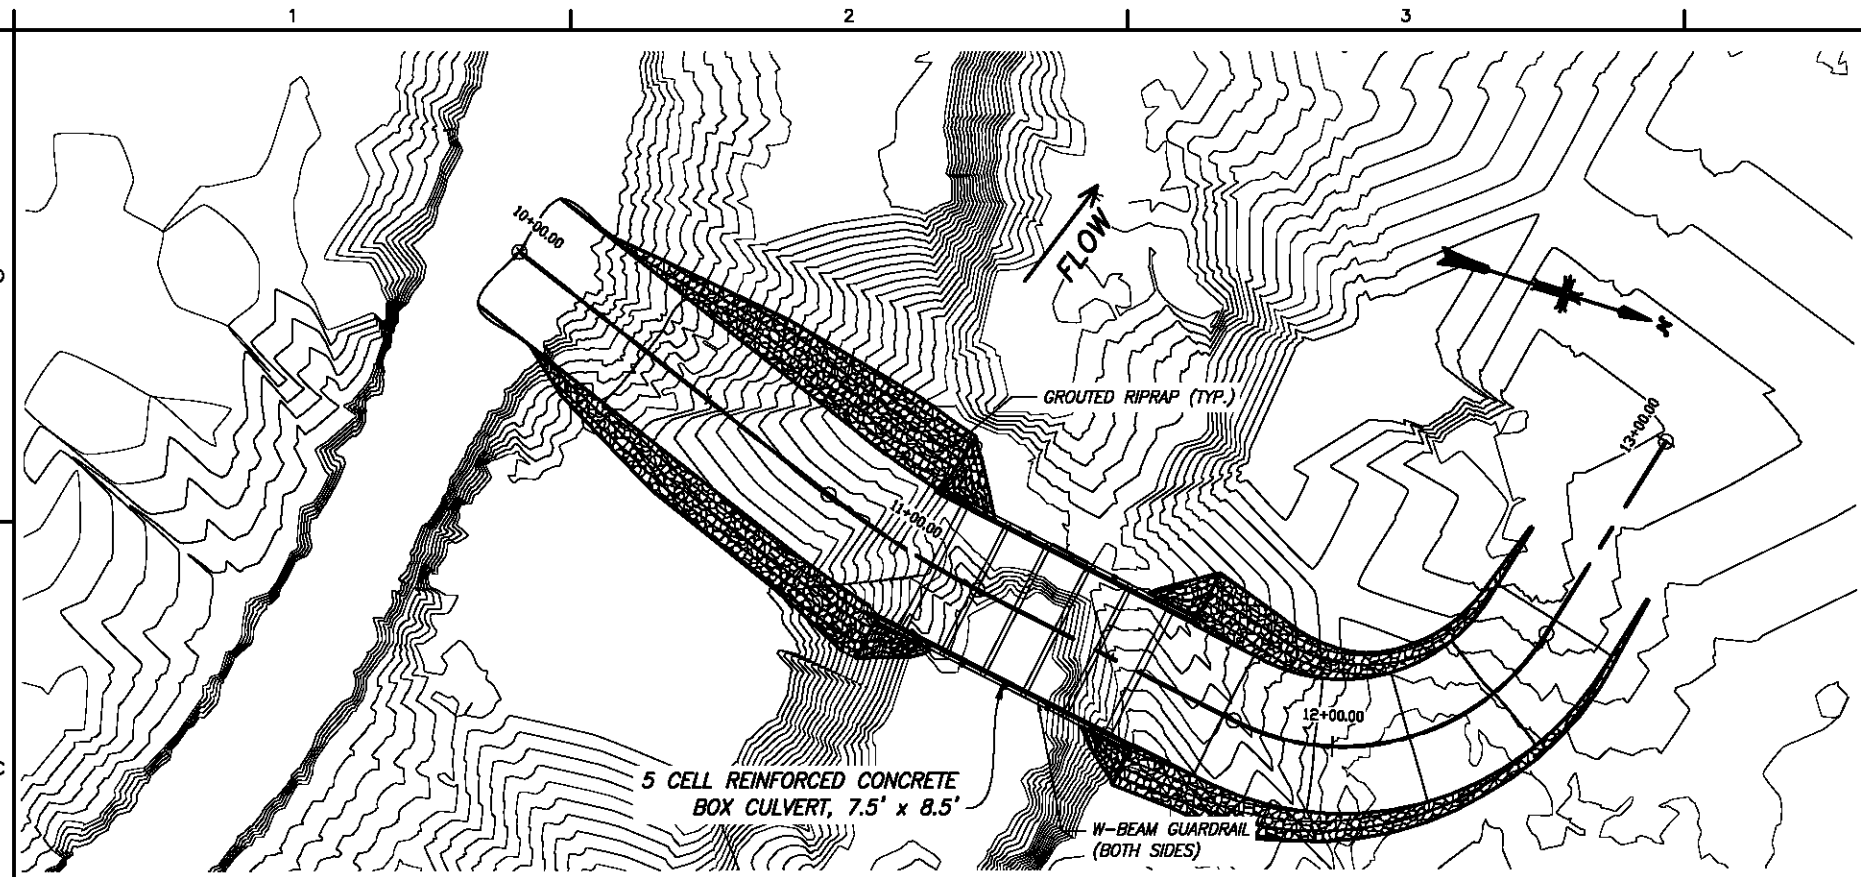 1
2
3
10+00.00
FLOW
GROUTED RIPRAP (TYP.)
13+00.00
11+00.00
12+00.00
5 CELL REINFORCED CONCRETE
BOX CULVERT, 7.5' x 8.5'
W-BEAM GUARDRAIL
(BOTH SIDES)
C